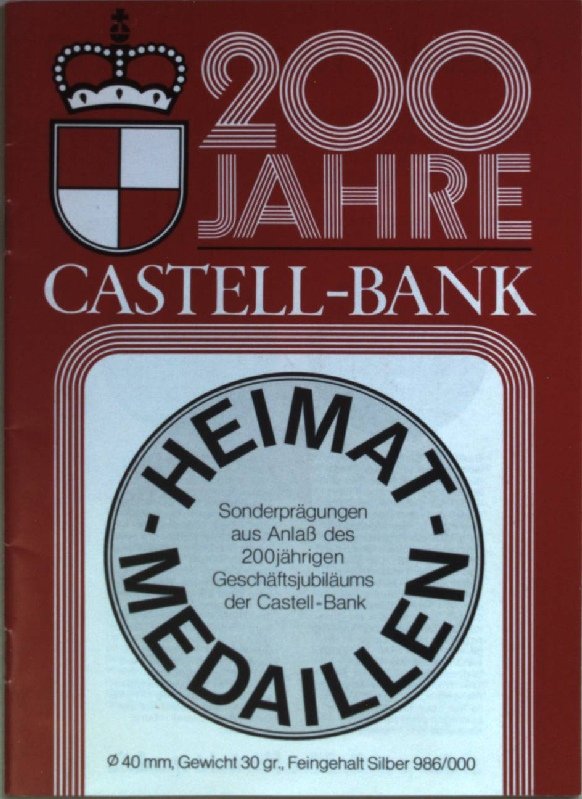 200
JAHRE
CASTELL-BANK
- HEIMAT -
MEDAILLEN
Sonderprägungen
aus Anlaß des
200jährigen
Geschäftsjubiläums
der Castell-Bank
Ø 40 mm, Gewicht 30 gr., Feingehalt Silber 986/000